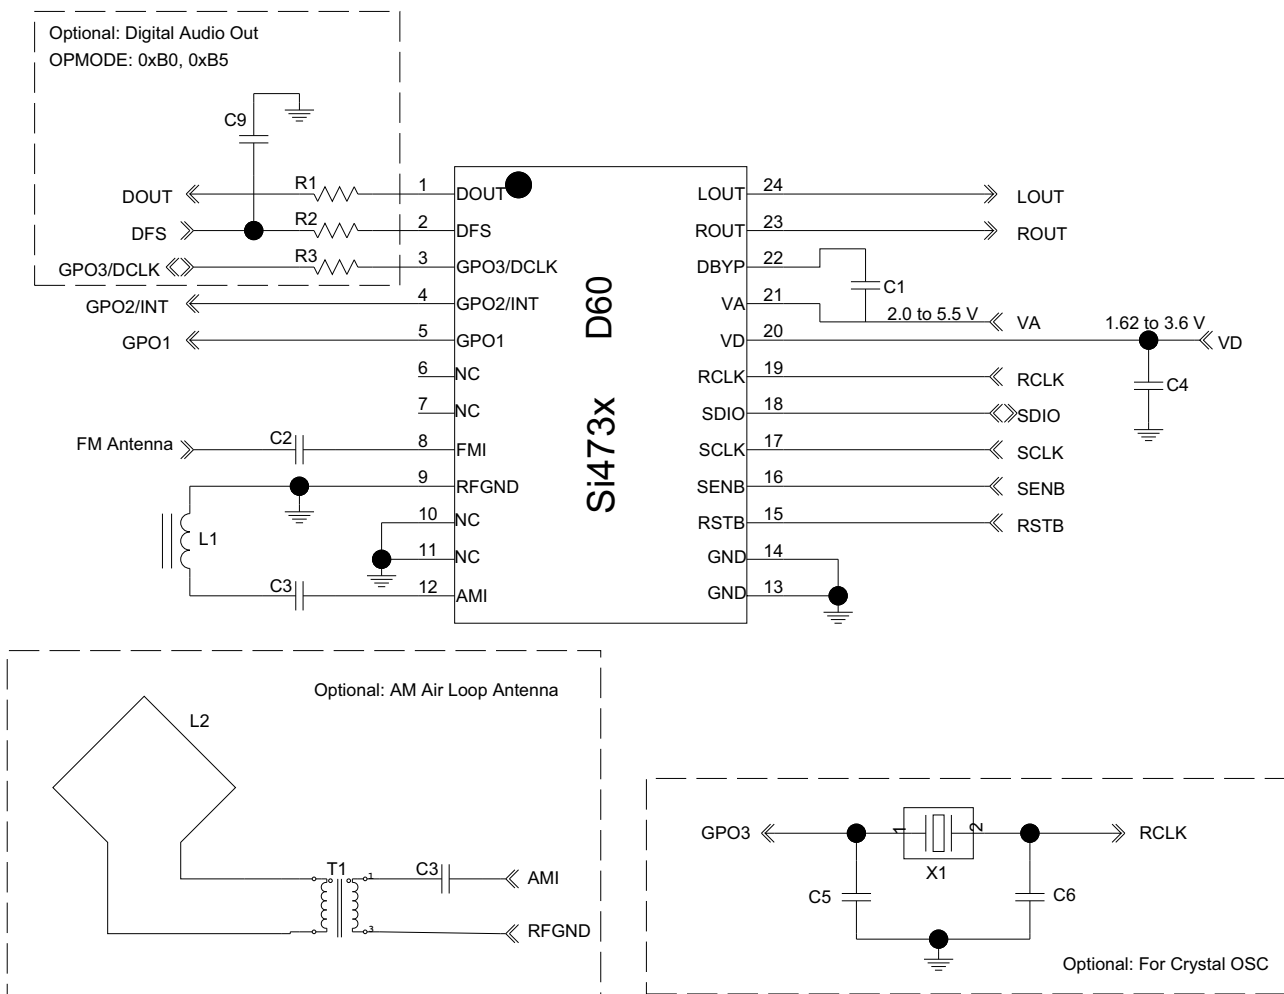 Optional: Digital Audio Out
OPMODE: 0xB0, 0xB5
C9
DOUT
R1
1
DOUT
DFS
R2
2
DFS
GPO3/DCLK
R3
3
GPO3/DCLK
GPO2/INT
4
GPO2/INT
GPO1
5
GPO1
6
NC
7
NC
FM Antenna
C2
8
FMI
9
RFGND
L1
10
NC
11
NC
C3
12
AMI
Si473x D60
LOUT
24
LOUT
ROUT
23
ROUT
DBYP
22
C1
VA
21
2.0 to 5.5 V
VA
VD
20
1.62 to 3.6 V
VD
C4
RCLK
19
RCLK
SDIO
18
SDIO
SCLK
17
SCLK
SENB
16
SENB
RSTB
15
RSTB
GND
14
GND
13
Optional: AM Air Loop Antenna
L2
T1
1
C3
AMI
3
RFGND
GPO3
1
2
RCLK
X1
C5
C6
Optional: For Crystal OSC